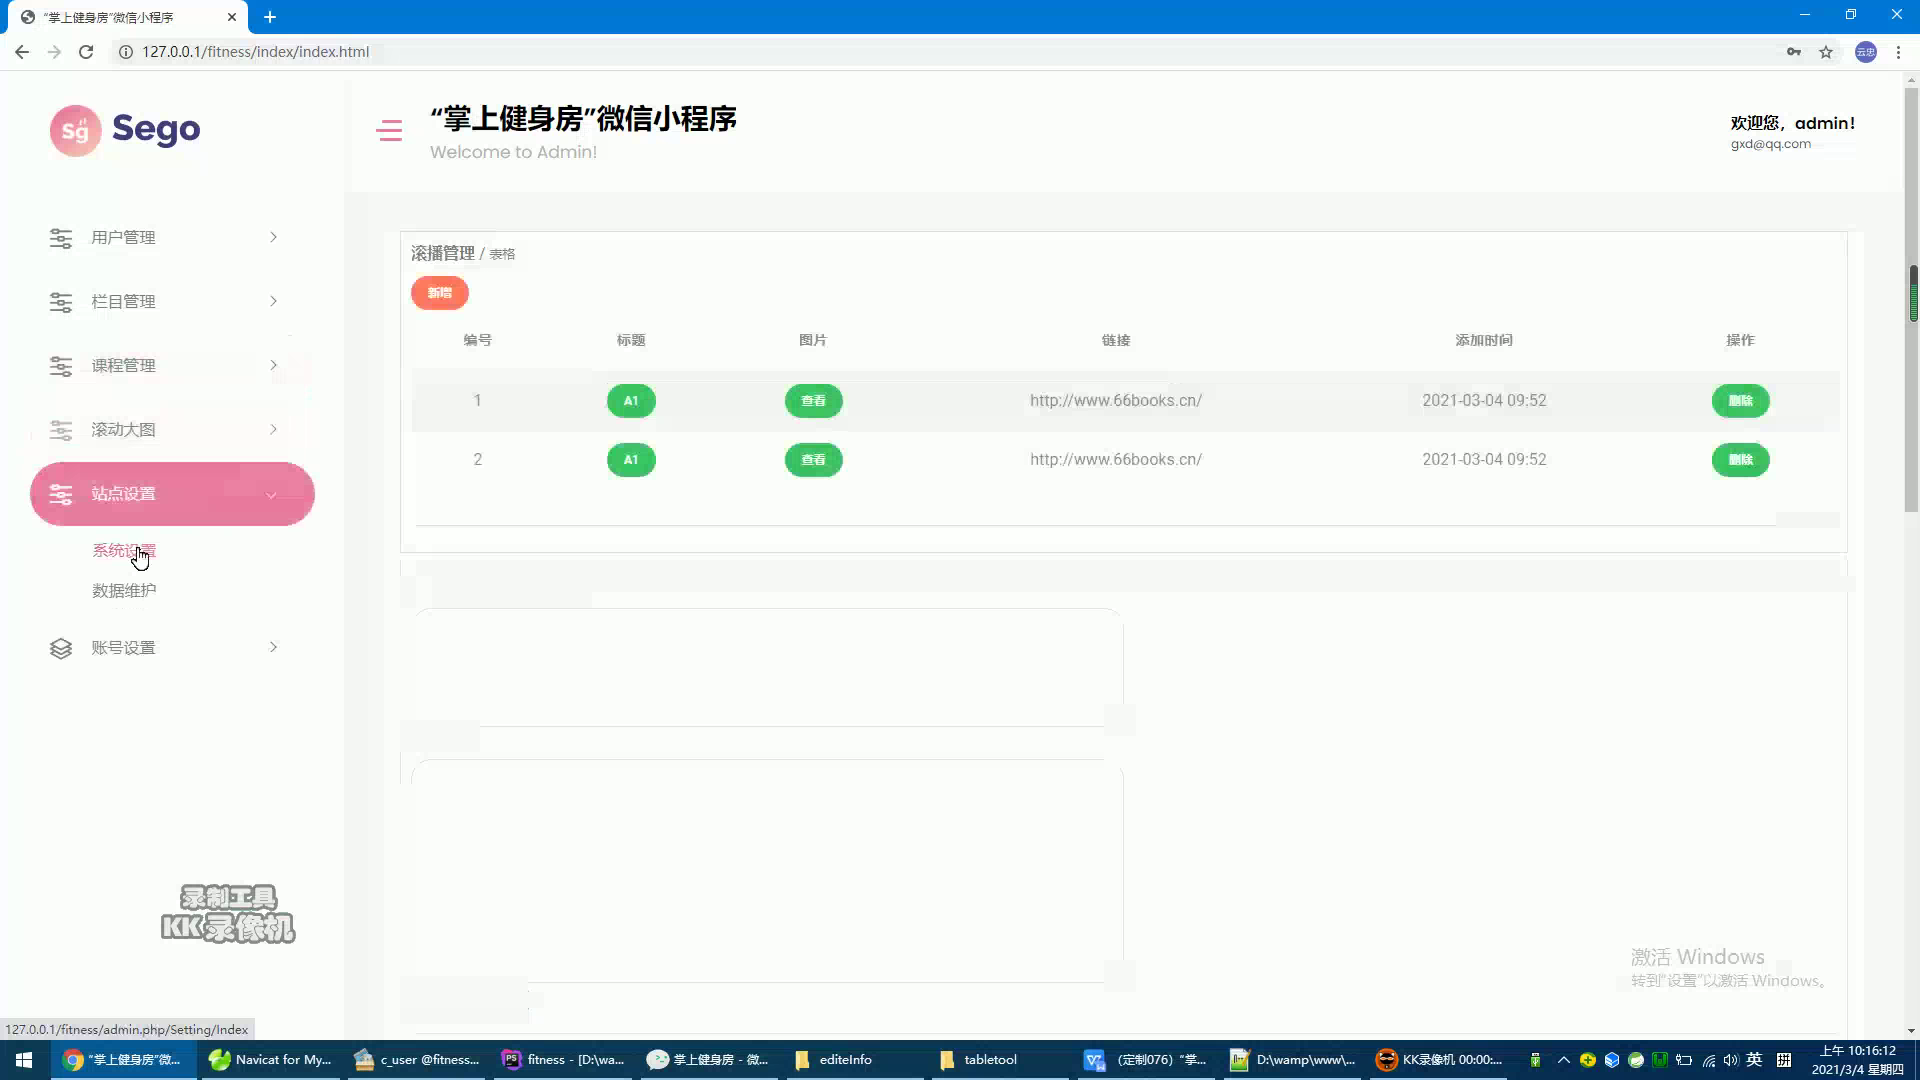 “掌上健身房”微信小程序
127.0.0.1/fitness/index/index.html
云忠
Sg
Sego
“掌上健身房”微信小程序
Welcome to Admin!
欢迎您，admin!
gxd@qq.com
用户管理
栏目管理
课程管理
滚动大图
站点设置
系统设置
数据维护
账号设置
滚播管理 / 表格
新增
编号 标题 图片 链接 添加时间 操作
1 A1 查看 http://www.66books.cn/ 2021-03-04 09:52 删除
2 A1 查看 http://www.66books.cn/ 2021-03-04 09:52 删除
录制工具
KK录像机
激活 Windows
转到“设置”以激活 Windows。
127.0.0.1/fitness/admin.php/Setting/Index
“掌上健身房”微...
Navicat for My...
c_user @fitness...
fitness - [D:\wa...
掌上健身房 - 微...
editeInfo
tabletool
(定制076)“掌...
D:\wamp\www\...
KK录像机 00:00:...
英
拼
上午 10:16:12
2021/3/4 星期四